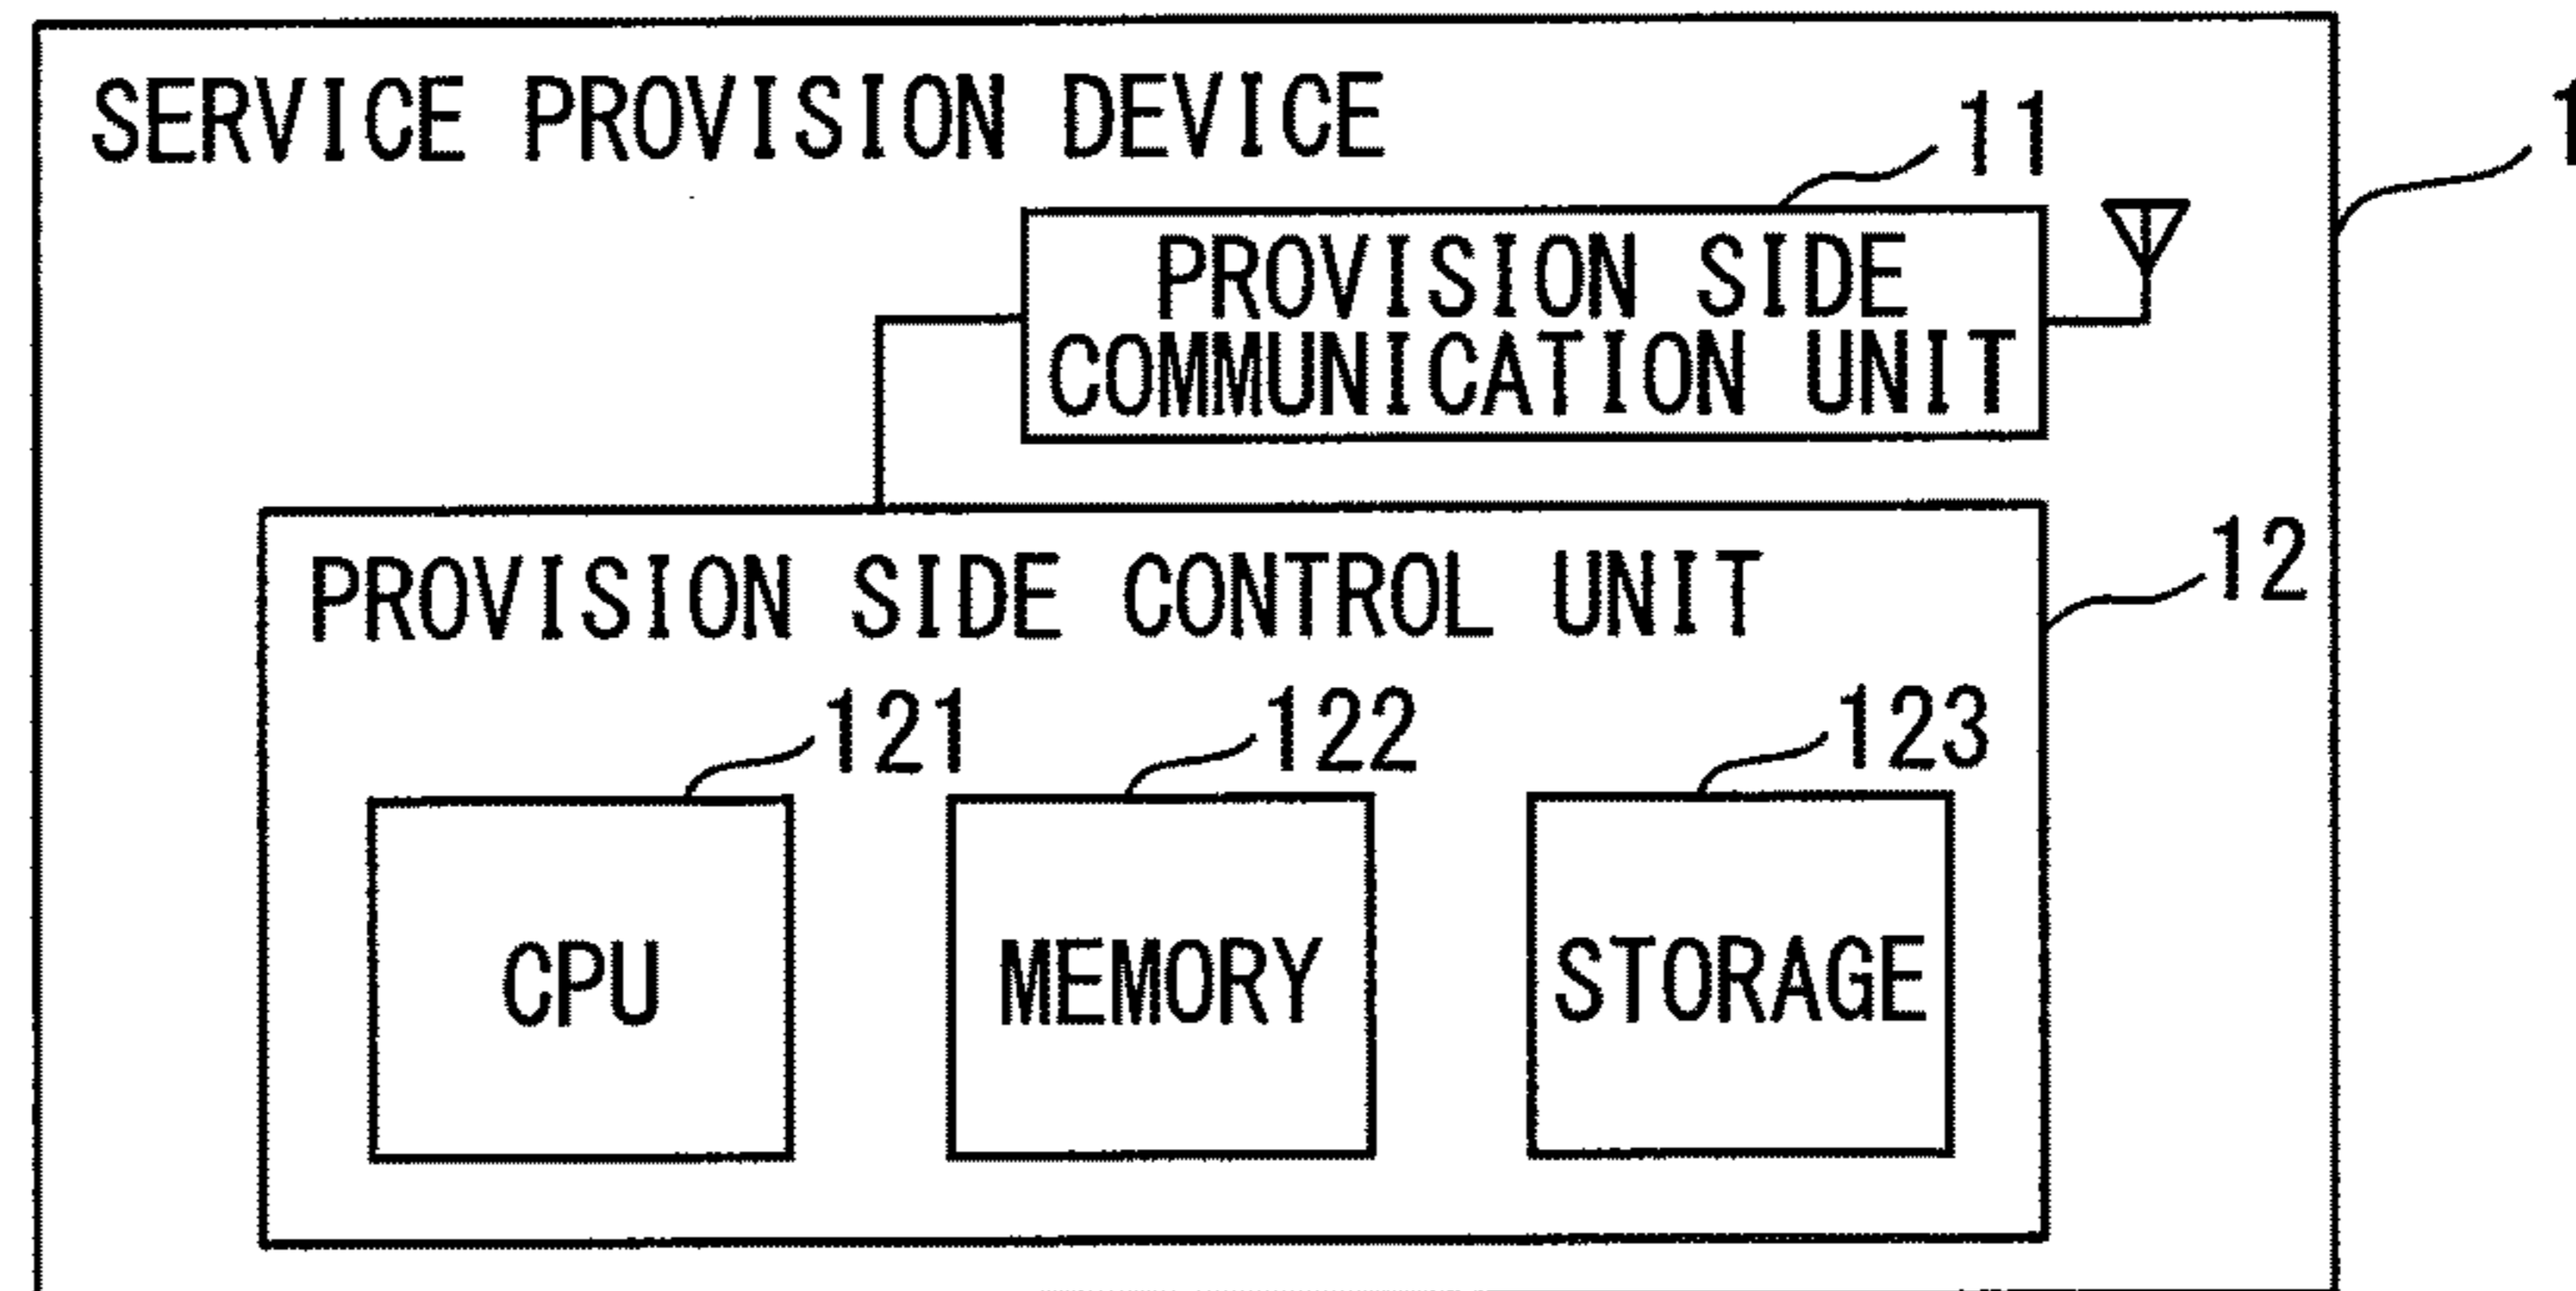 SERVICE PROVISION DEVICE
11
1
PROVISION SIDE
COMMUNICATION UNIT
12
PROVISION SIDE CONTROL UNIT
121
122
123
CPU
MEMORY
STORAGE